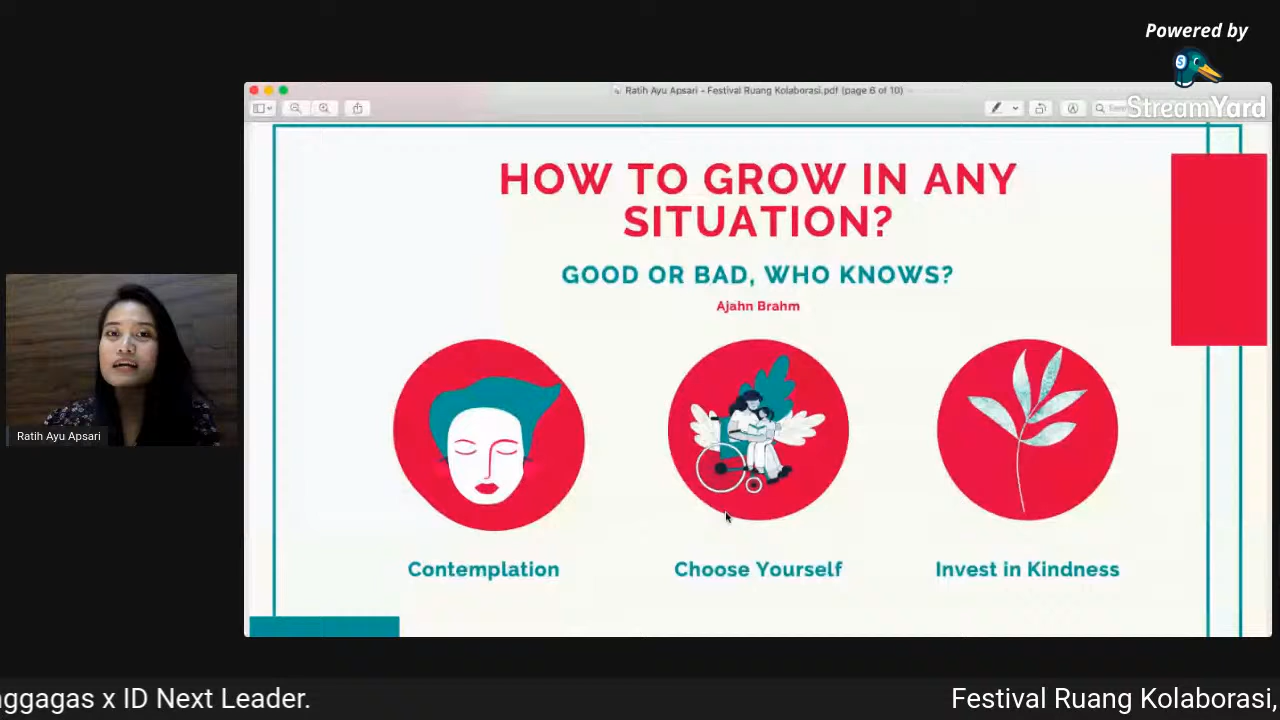 Powered by
StreamYard
Ratih Ayu Apsari - Festival Ruang Kolaborasi.pdf (page 6 of 10)
HOW TO GROW IN ANY
SITUATION?
GOOD OR BAD, WHO KNOWS?
Ajahn Brahm
Contemplation
Choose Yourself
Invest in Kindness
Ratih Ayu Apsari
ggagas x ID Next Leader.
Festival Ruang Kolaborasi,